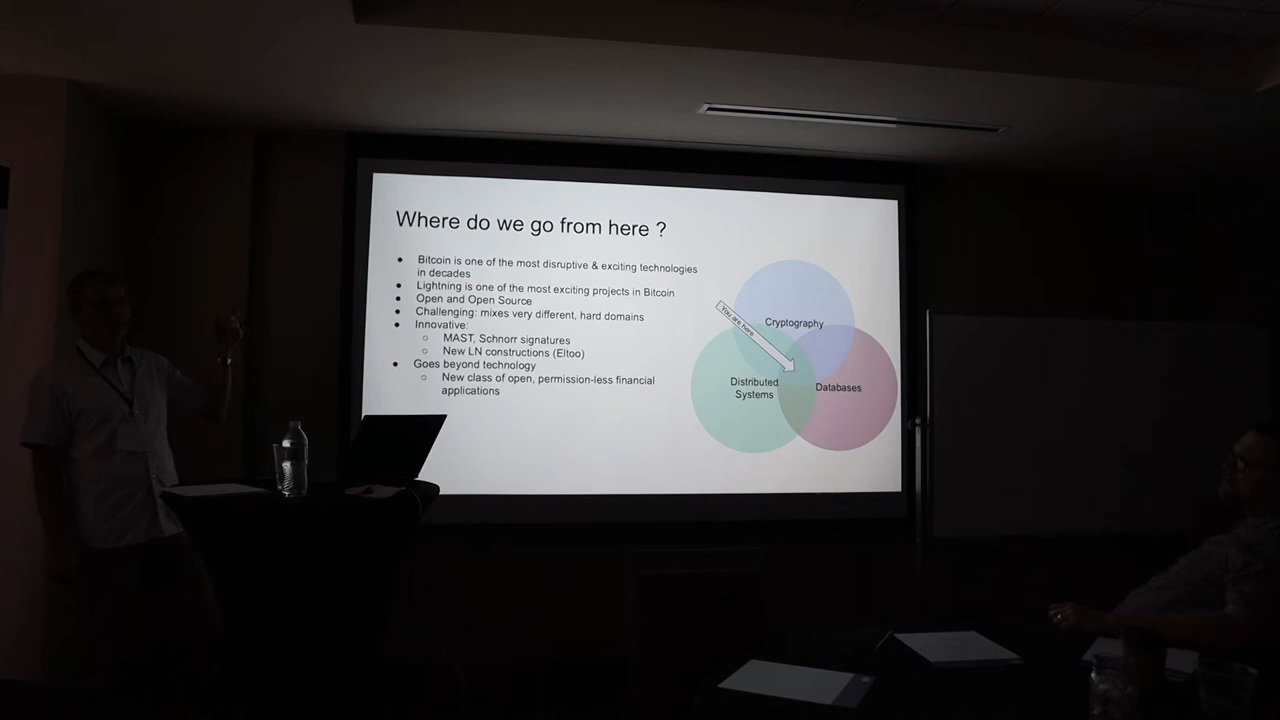 Where do we go from here ?
● Bitcoin is one of the most disruptive & exciting technologies
in decades
● Lightning is one of the most exciting projects in Bitcoin
● Open and Open Source
● Challenging: mixes very different, hard domains
● Innovative:
○ MAST, Schnorr signatures
○ New LN constructions (Eltoo)
● Goes beyond technology
○ New class of open, permission-less financial
applications
You are here
Cryptography
Distributed
Systems
Databases